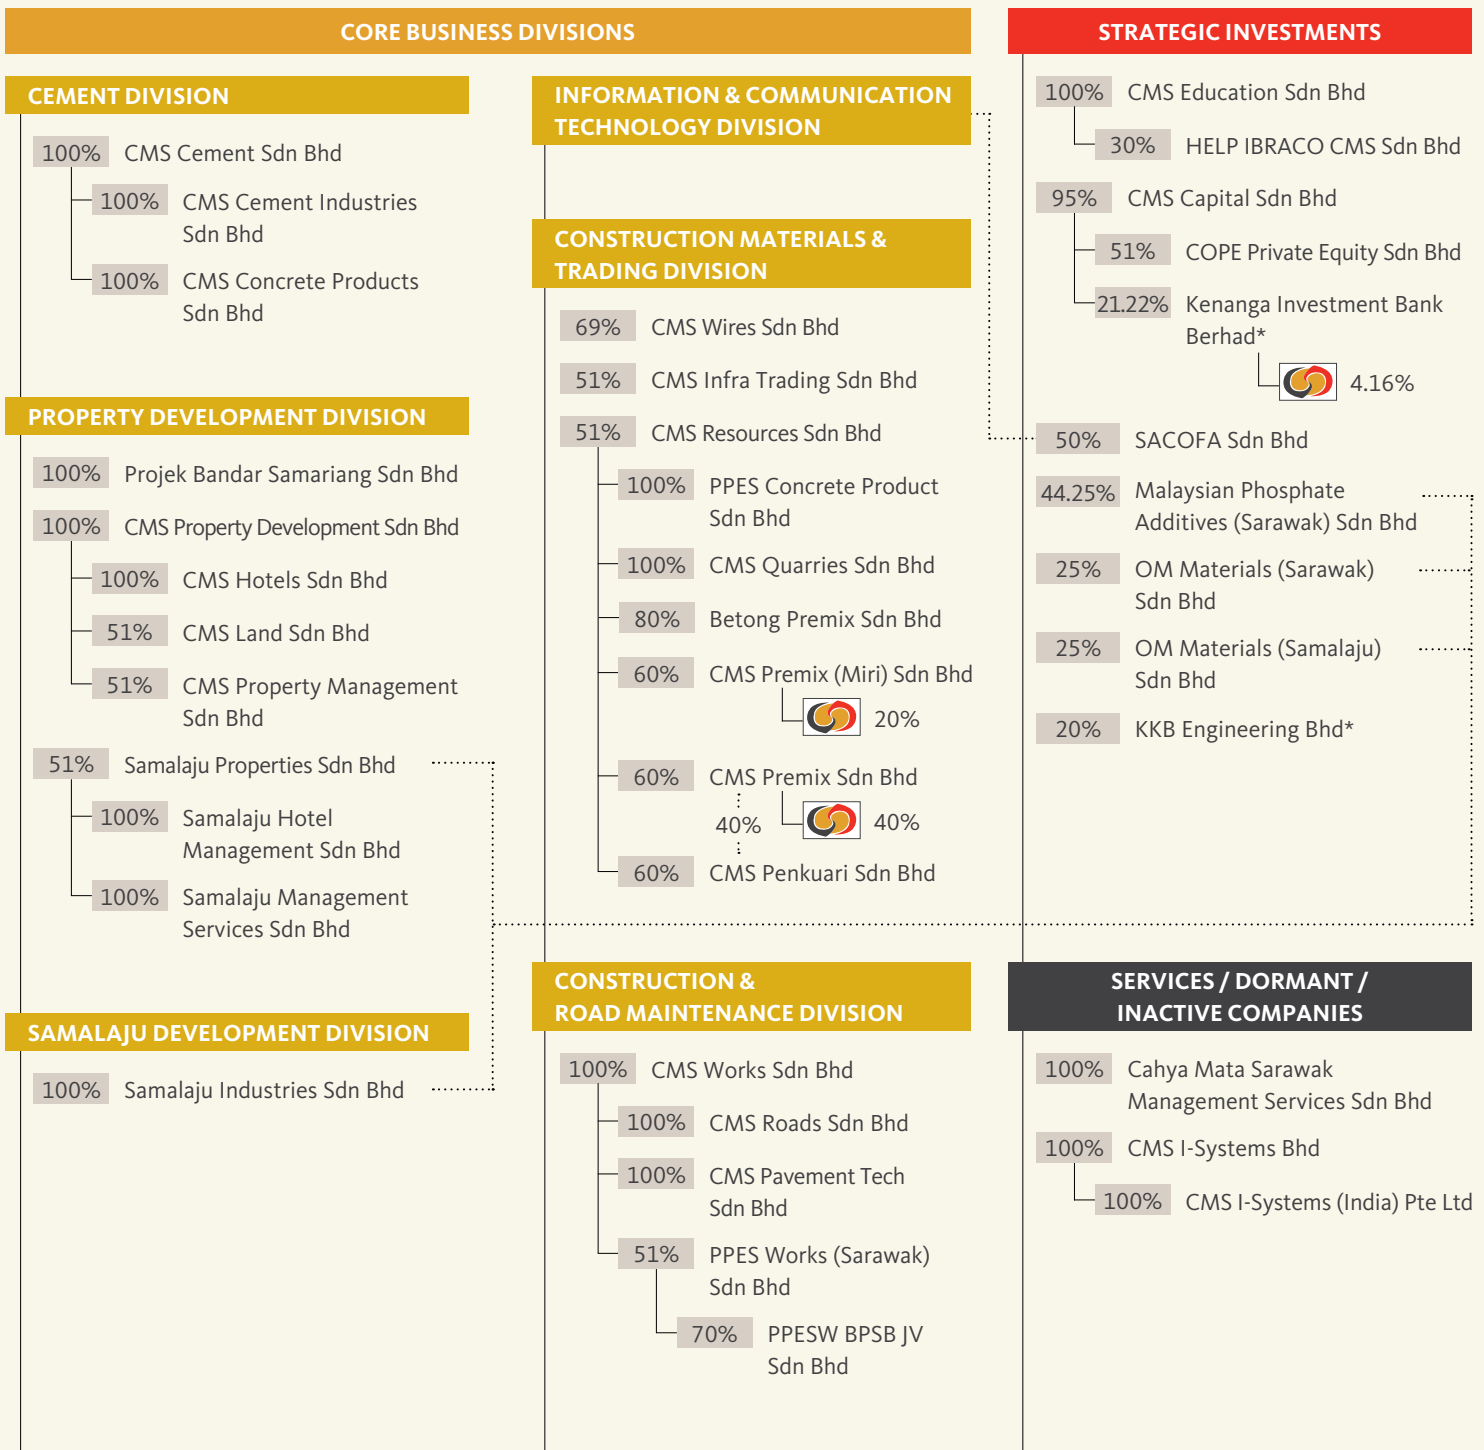 CORE BUSINESS DIVISIONS
CEMENT DIVISION
100% CMS Cement Sdn Bhd
100% CMS Cement Industries
Sdn Bhd
100% CMS Concrete Products
Sdn Bhd
PROPERTY DEVELOPMENT DIVISION
100% Projek Bandar Samariang Sdn Bhd
100% CMS Property Development Sdn Bhd
100% CMS Hotels Sdn Bhd
51% CMS Land Sdn Bhd
51% CMS Property Management
Sdn Bhd
51% Samalaju Properties Sdn Bhd
100% Samalaju Hotel
Management Sdn Bhd
100% Samalaju Management
Services Sdn Bhd
SAMALAJU DEVELOPMENT DIVISION
100% Samalaju Industries Sdn Bhd
INFORMATION & COMMUNICATION
TECHNOLOGY DIVISION
CONSTRUCTION MATERIALS &
TRADING DIVISION
69% CMS Wires Sdn Bhd
51% CMS Infra Trading Sdn Bhd
51% CMS Resources Sdn Bhd
100% PPES Concrete Product
Sdn Bhd
100% CMS Quarries Sdn Bhd
80% Betong Premix Sdn Bhd
60% CMS Premix (Miri) Sdn Bhd
20%
60% CMS Premix Sdn Bhd
40% 40%
60% CMS Penkuari Sdn Bhd
CONSTRUCTION &
ROAD MAINTENANCE DIVISION
100% CMS Works Sdn Bhd
100% CMS Roads Sdn Bhd
100% CMS Pavement Tech
Sdn Bhd
51% PPES Works (Sarawak)
Sdn Bhd
70% PPESW BPSB JV
Sdn Bhd
STRATEGIC INVESTMENTS
100% CMS Education Sdn Bhd
30% HELP IBRACO CMS Sdn Bhd
95% CMS Capital Sdn Bhd
51% COPE Private Equity Sdn Bhd
21.22% Kenanga Investment Bank
Berhad*
4.16%
50% SACOFA Sdn Bhd
44.25% Malaysian Phosphate
Additives (Sarawak) Sdn Bhd
25% OM Materials (Sarawak)
Sdn Bhd
25% OM Materials (Samalaju)
Sdn Bhd
20% KKB Engineering Bhd*
SERVICES / DORMANT /
INACTIVE COMPANIES
100% Cahya Mata Sarawak
Management Services Sdn Bhd
100% CMS I-Systems Bhd
100% CMS I-Systems (India) Pte Ltd